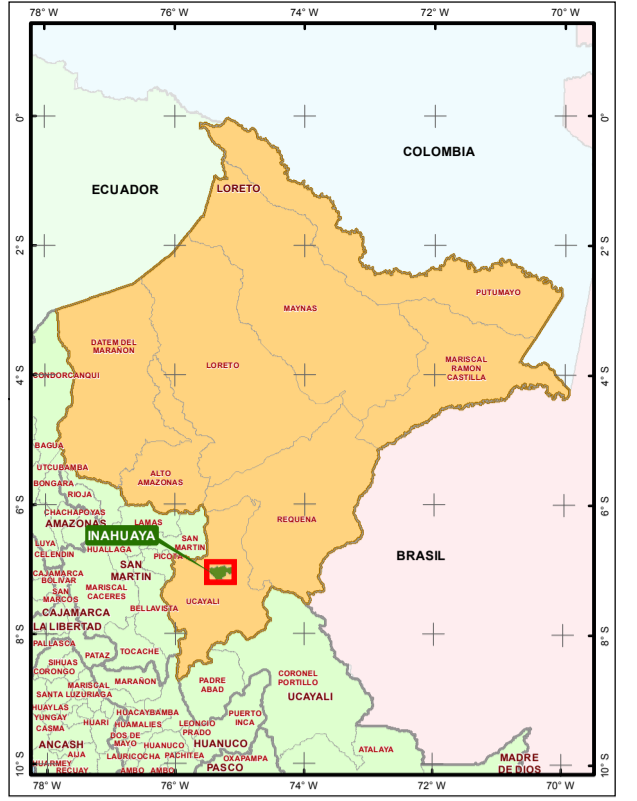 78° W 76° W 74° W 72° W 70° W
0°
0°
COLOMBIA
ECUADOR
LORETO
2° S
2° S
PUTUMAYO
MAYNAS
DATEM DEL
MARAÑON
LORETO
MARISCAL
RAMON
CASTILLA
CONDORCANQUI
4° S
4° S
BAGUA
UTCUBAMBA
BONGARA
RIOJA
ALTO
AMAZONAS
6° S
6° S
CHACHAPOYAS
AMAZONAS
LAMAS
REQUENA
INAHUAYA
SAN
MARTIN
LUYA
CELENDIN
HUALLAGA
PICOTA
BRASIL
SAN
MARTIN
CAJAMARCA
BOLIVAR
SAN
MARCOS
MARISCAL
CACERES
UCAYALI
BELLAVISTA
CAJAMARCA
LA LIBERTAD
8° S
8° S
PALLASCA
PATAZ
TOCACHE
SIHUAS
CORONGO
MARISCAL
LUZURIAGA
MARAÑON
PADRE
ABAD
CORONEL
PORTILLO
UCAYALI
SANTA
HUAYLAS
YUNGAY
CASMA
HUARI
HUACAYBAMBA
HUAMALIES
LEONCIO
PRADO
PUERTO
INCA
DOS DE
MAYO
HUANUCO
HUANUCO
ANCASH
AIJA
LAURICOCHA
PACHITEA
OXAPAMPA
ATALAYA
MADRE
DE DIOS
10° S
10° S
HUARMEY
RECUAY
AMBO
AMBO
PASCO
78° W 76° W 74° W 72° W 70° W